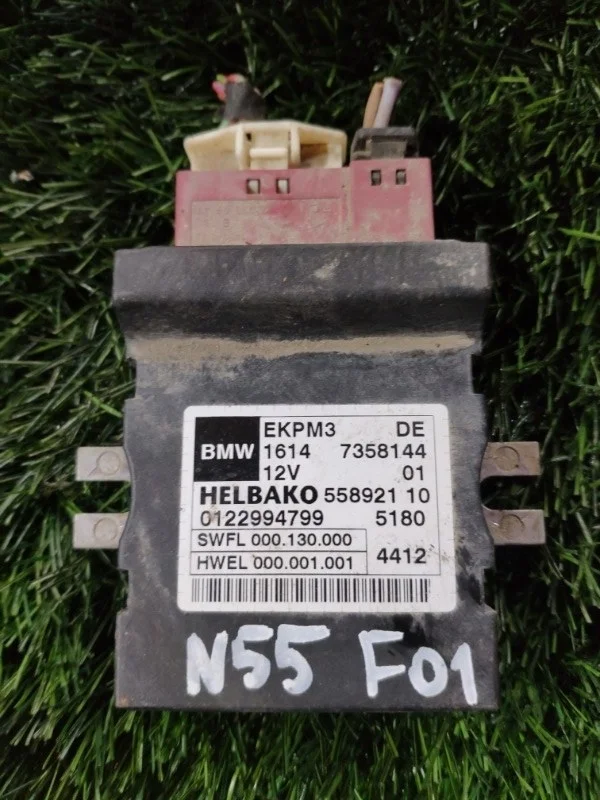 BMW EKPM3 DE
1614 7358144
12V 01
HELBAKO 558921 10
0122994799 5180
SWFL 000.130.000
HWEL 000.001.001 4412
N55 F01